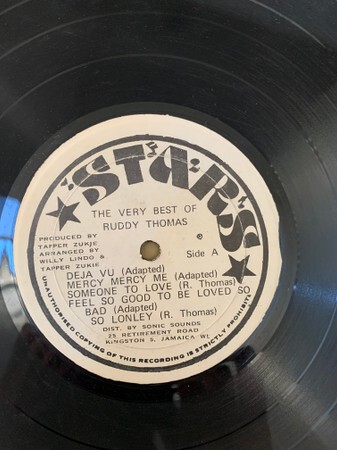 STARS
THE VERY BEST OF
RUDDY THOMAS
PRODUCED BY
TAPPER ZUKIE
ARRANGED BY
WILLY LINDO &
TAPPER ZUKIE
℗
Side A
DEJA VU (Adapted)
MERCY MERCY ME (Adapted)
SOMEONE TO LOVE (R. Thomas)
FEEL SO GOOD TO BE LOVED SO
BAD (Adapted)
SO LONLEY (R. Thomas)
DIST. BY SONIC SOUNDS
25 RETIREMENT ROAD
KINGSTON 5, JAMAICA WI.
UNAUTHORISED COPYING OF THIS RECORDING IS STRICTLY PROHIBITED